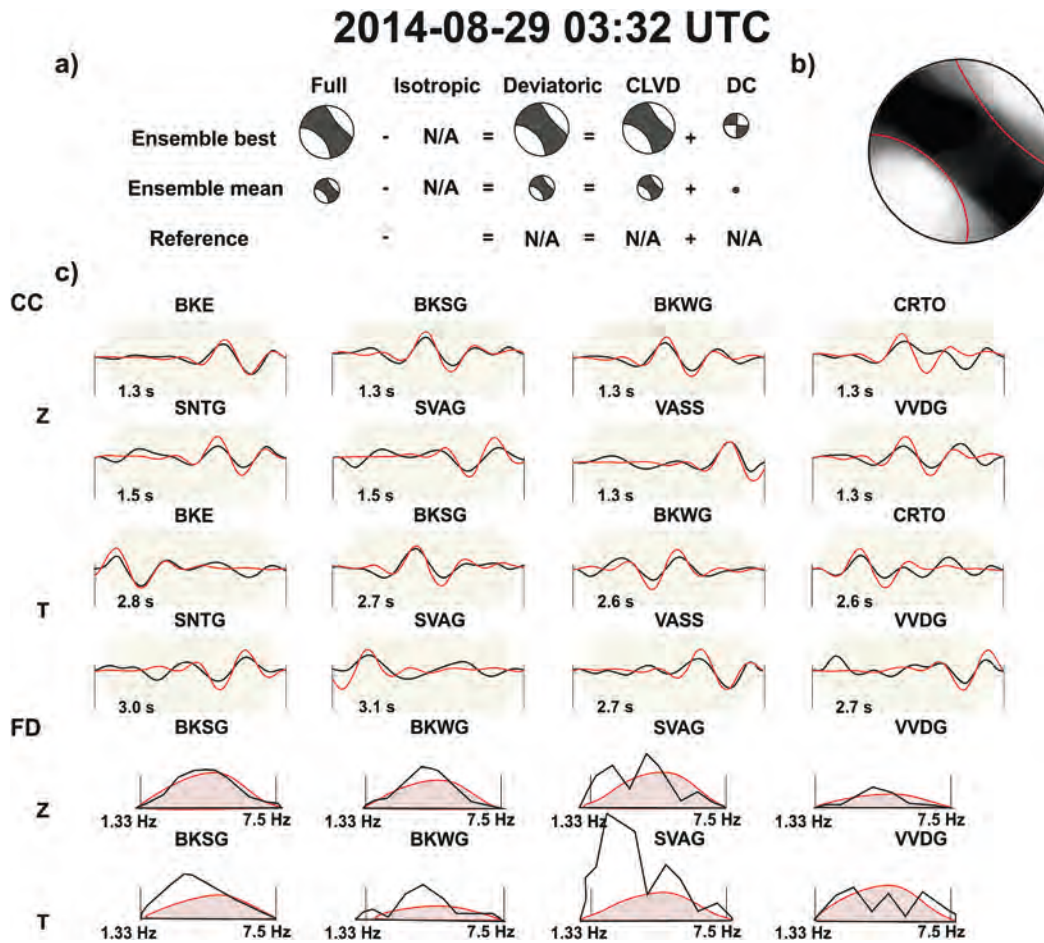 2014-08-29 03:32 UTC
a)
b)
Full Isotropic Deviatoric CLVD DC
Ensemble best - N/A = = +
Ensemble mean - N/A = = +
Reference - = N/A = N/A + N/A
c)
CC
BKE BKSG BKWG CRTO
1.3 s 1.3 s 1.3 s 1.3 s
Z
SNTG SVAG VASS VVDG
1.5 s 1.5 s 1.3 s 1.3 s
BKE BKSG BKWG CRTO
2.8 s 2.7 s 2.6 s 2.6 s
T
SNTG SVAG VASS VVDG
3.0 s 3.1 s 2.7 s 2.7 s
FD
BKSG BKWG SVAG VVDG
Z
1.33 Hz 7.5 Hz 1.33 Hz 7.5 Hz 1.33 Hz 7.5 Hz 1.33 Hz 7.5 Hz
BKSG BKWG SVAG VVDG
T
1.33 Hz 7.5 Hz 1.33 Hz 7.5 Hz 1.33 Hz 7.5 Hz 1.33 Hz 7.5 Hz